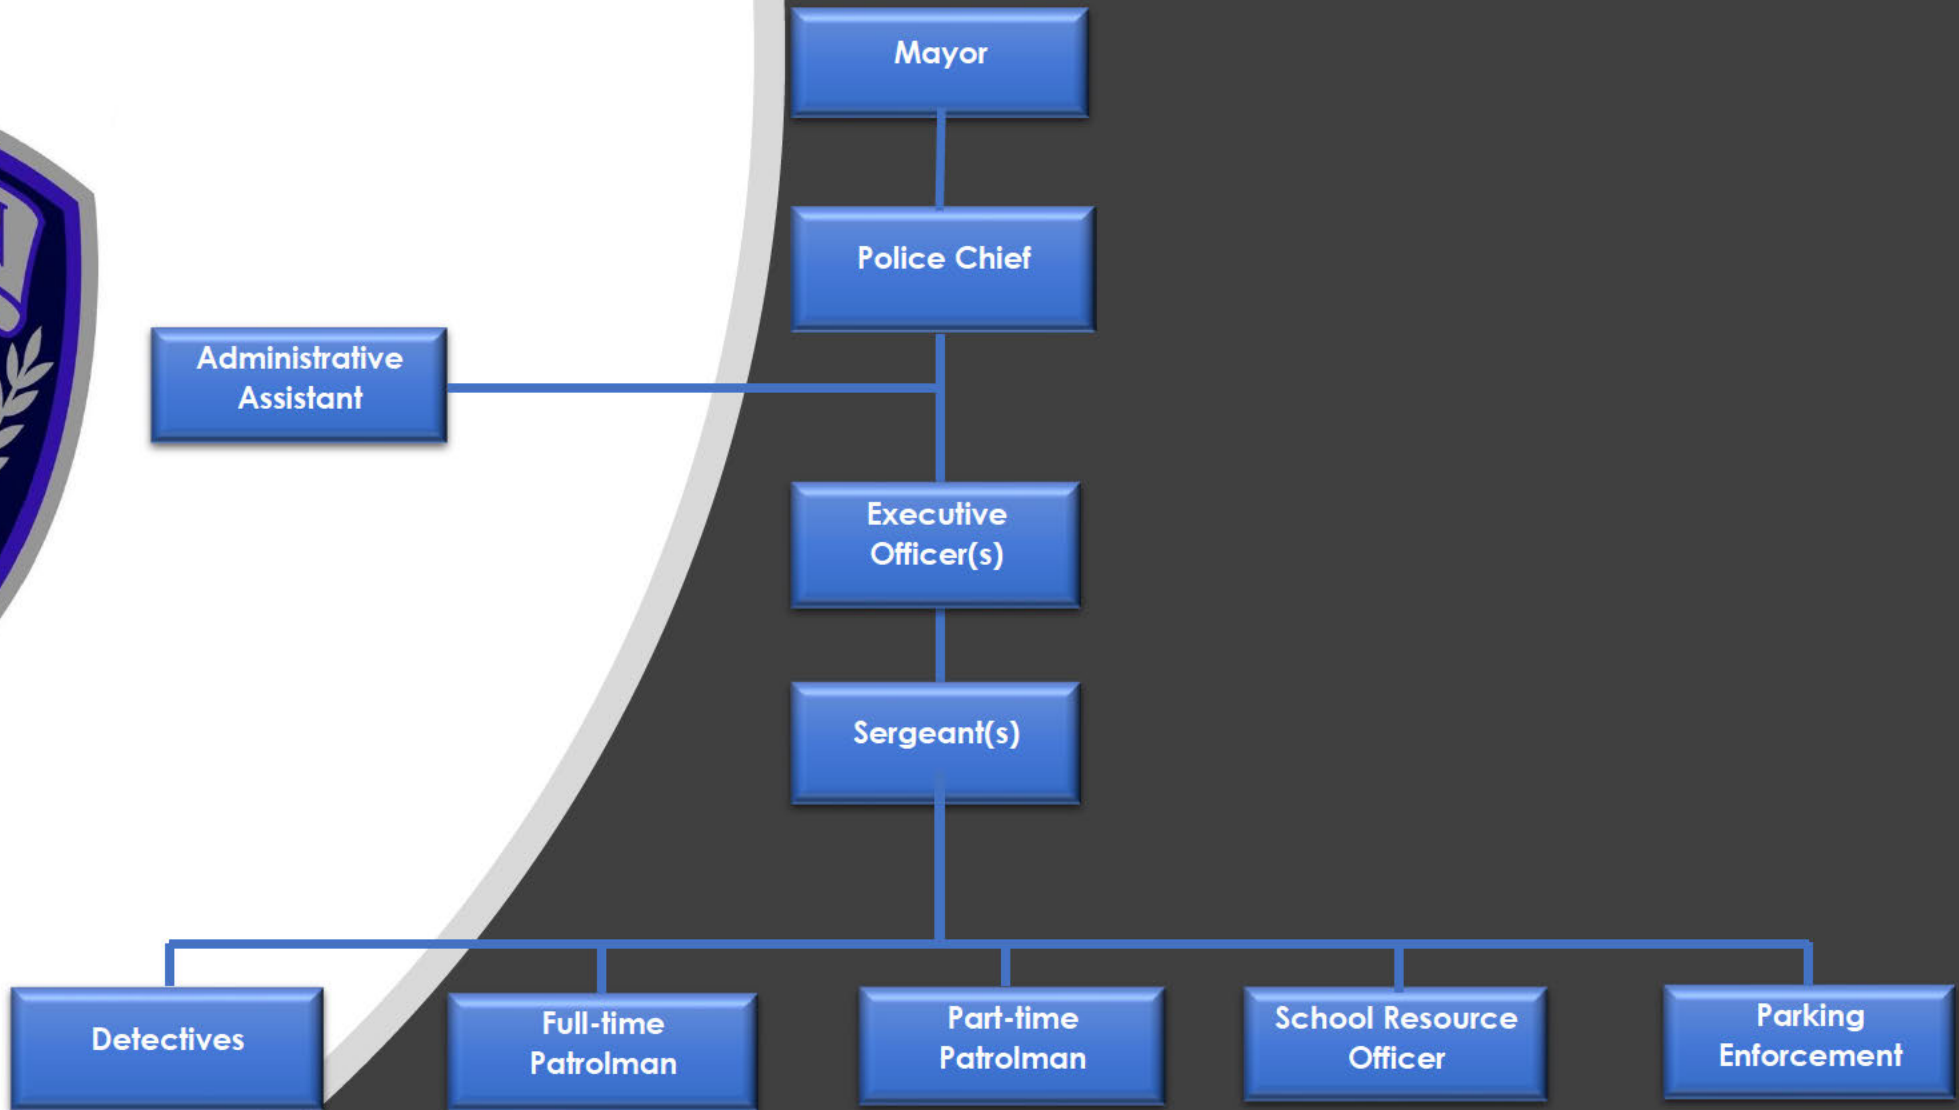 Mayor
Police Chief
Administrative
Assistant
Executive
Officer(s)
Sergeant(s)
Detectives
Full-time
Patrolman
Part-time
Patrolman
School Resource
Officer
Parking
Enforcement